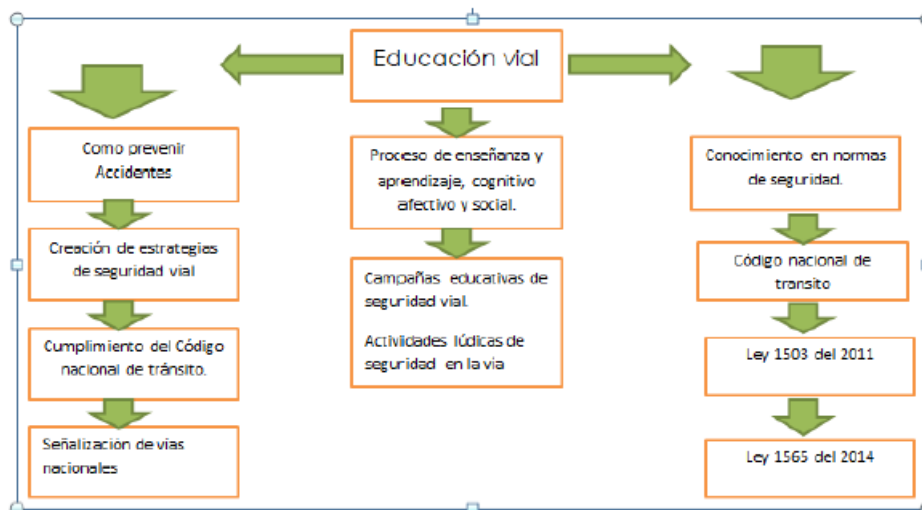 Educación vial
Como prevenir
Accidentes
Creación de estrategias
de seguridad vial
Cumplimiento del Código
nacional de tránsito.
Señalización de vías
nacionales
Proceso de enseñanza y
aprendizaje, cognitivo
afectivo y social.
Campañas educativas de
seguridad vial.
Actividades lúdicas de
seguridad en la via
Conocimiento en normas
de seguridad.
Código nacional de
transito
Ley 1503 del 2011
Ley 1565 del 2014